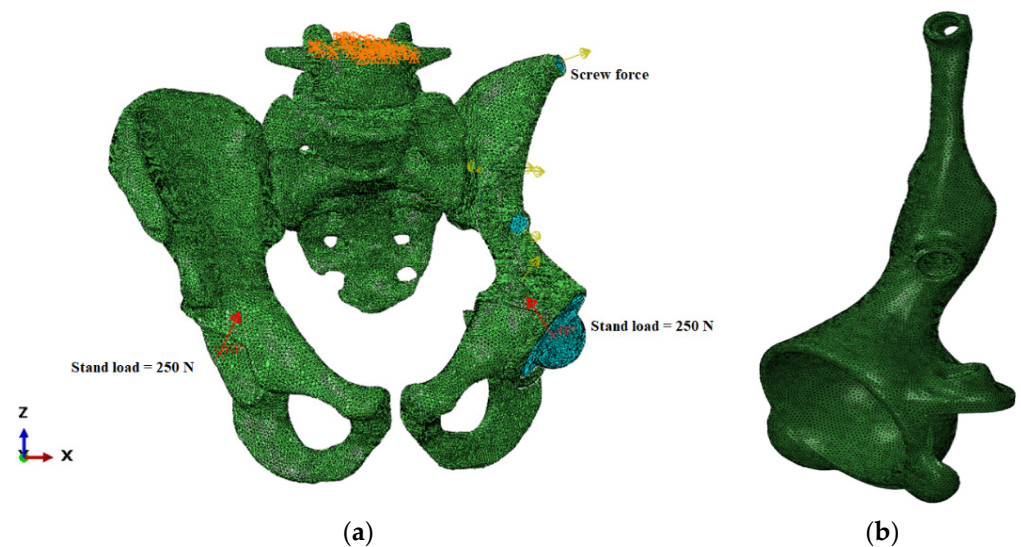 Screw force
Stand load = 250 N
Stand load = 250 N
Z
X
(a)
(b)